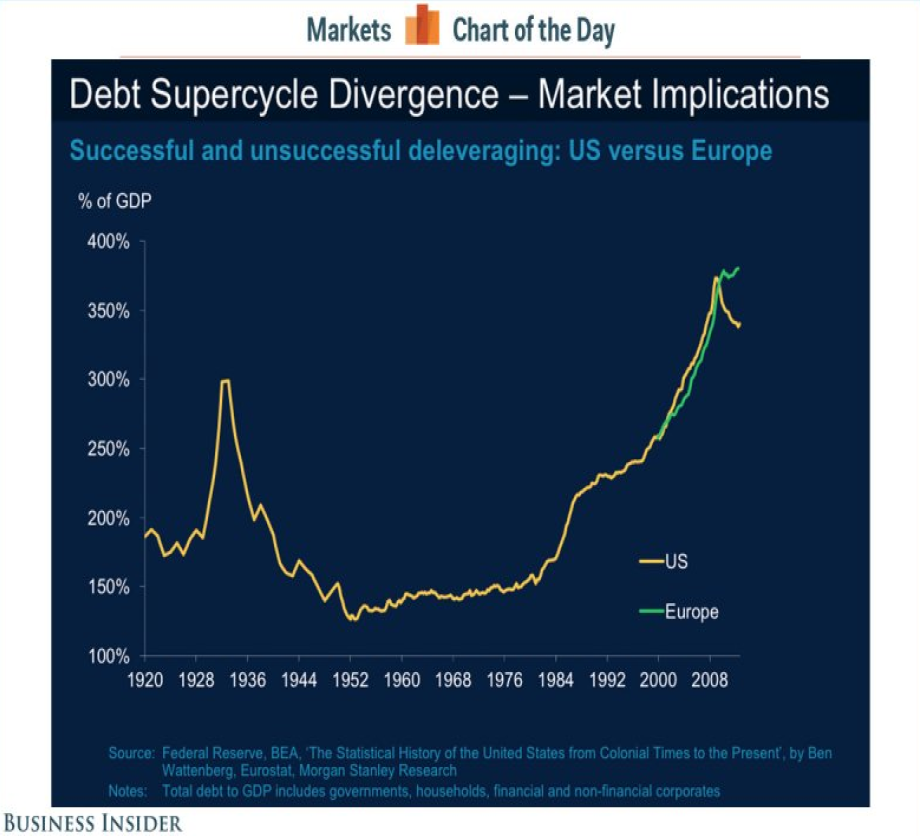 Markets Chart of the Day
Debt Supercycle Divergence – Market Implications
Successful and unsuccessful deleveraging: US versus Europe
% of GDP
400%
350%
300%
250%
200%
150%
100%
US
Europe
1920 1928 1936 1944 1952 1960 1968 1976 1984 1992 2000 2008
Source: Federal Reserve, BEA, 'The Statistical History of the United States from Colonial Times to the Present', by Ben
Wattenberg, Eurostat, Morgan Stanley Research
Notes: Total debt to GDP includes governments, households, financial and non-financial corporates
BUSINESS INSIDER